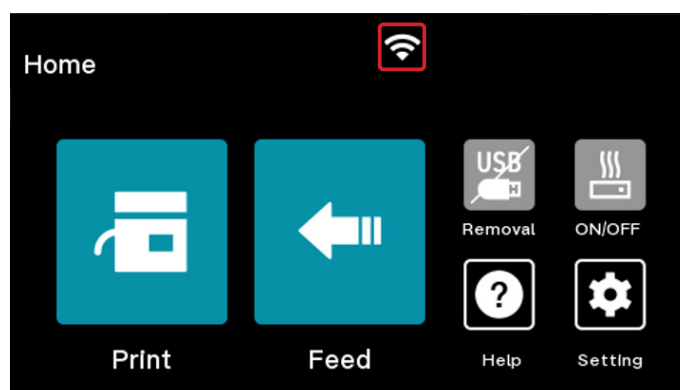 Home
USB
Removal
ON/OFF
?
Print
Feed
Help
Setting